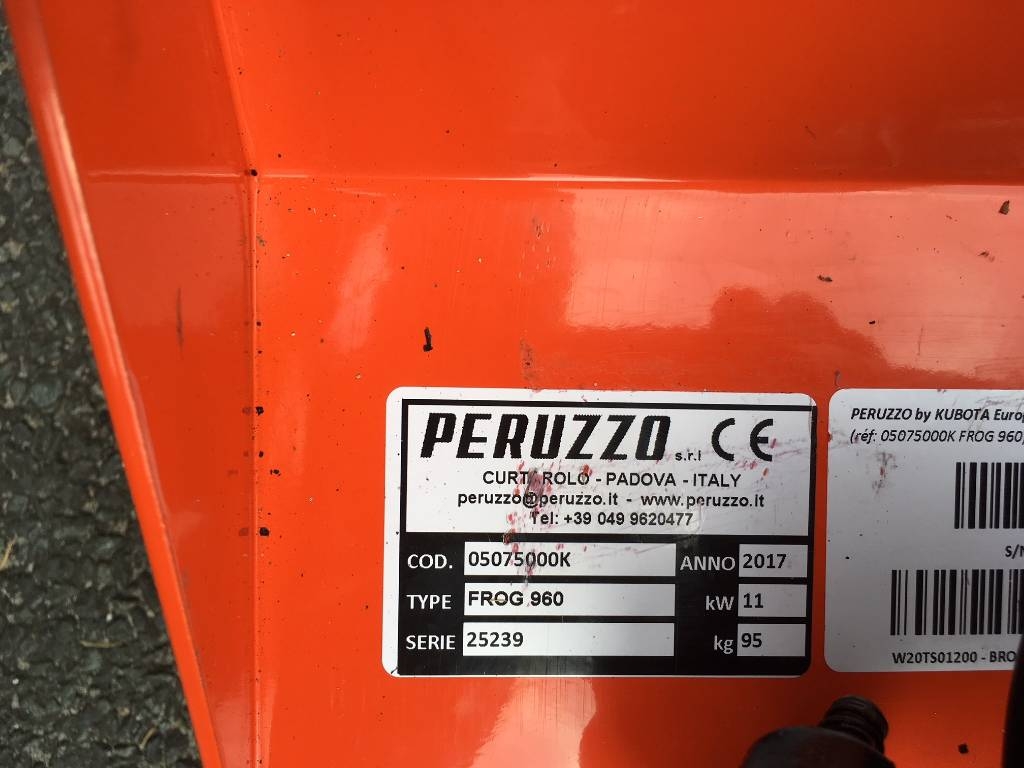 PERUZZO s.r.l CE
CURTAROLO - PADOVA - ITALY
peruzzo@peruzzo.it - www.peruzzo.it
Tel: +39 049 9620477
COD. 05075000K ANNO 2017
TYPE FROG 960 kW 11
SERIE 25239 kg 95
PERUZZO by KUBOTA Europ
(réf: 05075000K FROG 960,
S/N
W20TS01200 - BRO